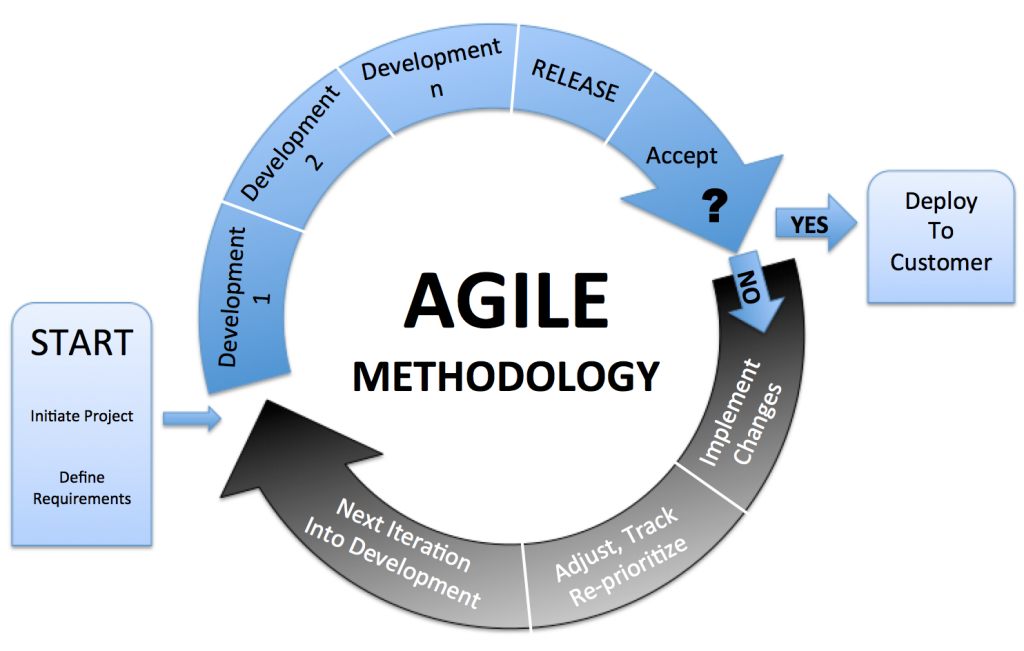 START
Initiate Project
Define
Requirements
Development
1
Development
2
Development
n
RELEASE
Accept
?
YES
Deploy
To
Customer
NO
Implement
Changes
Adjust, Track
Re-prioritize
Next Iteration
Into Development
AGILE
METHODOLOGY